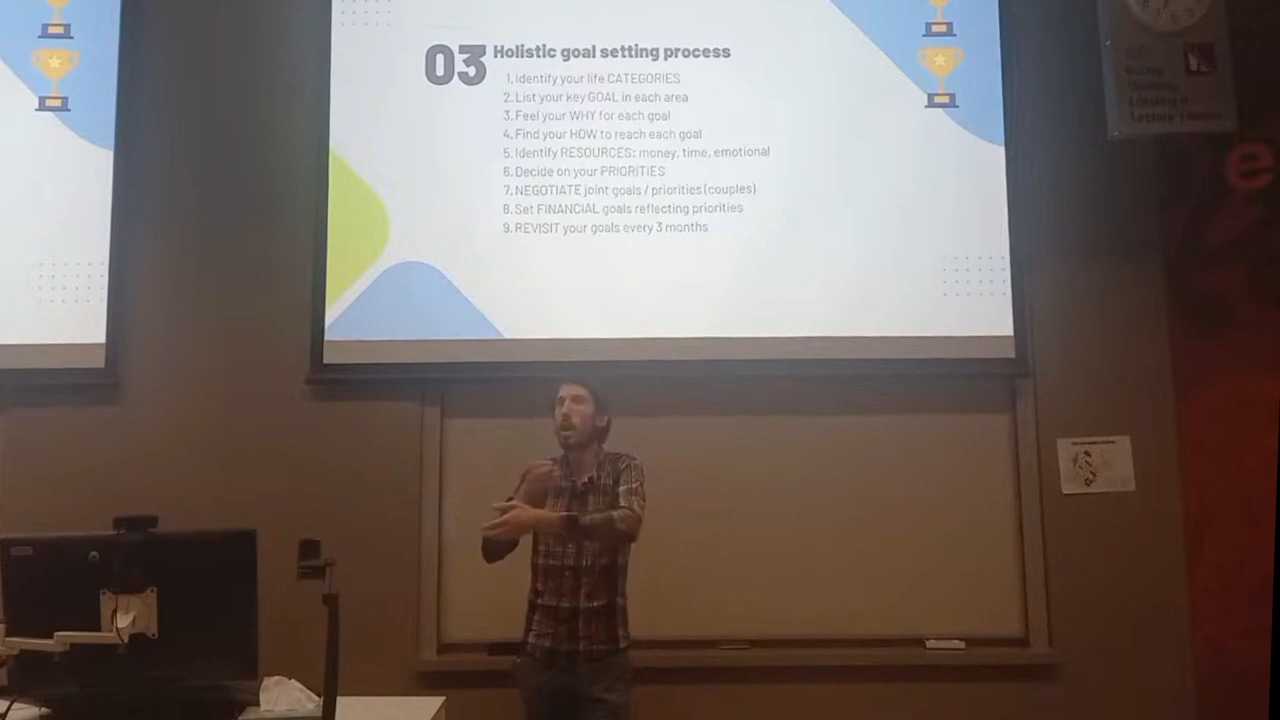 03 Holistic goal setting process
1. Identify your life CATEGORIES
2. List your key GOAL in each area
3. Feel your WHY for each goal
4. Find your HOW to reach each goal
5. Identify RESOURCES: money, time, emotional
6. Decide on your PRIORITIES
7. NEGOTIATE joint goals / priorities (couples)
8. Set FINANCIAL goals reflecting priorities
9. REVISIT your goals every 3 months
e